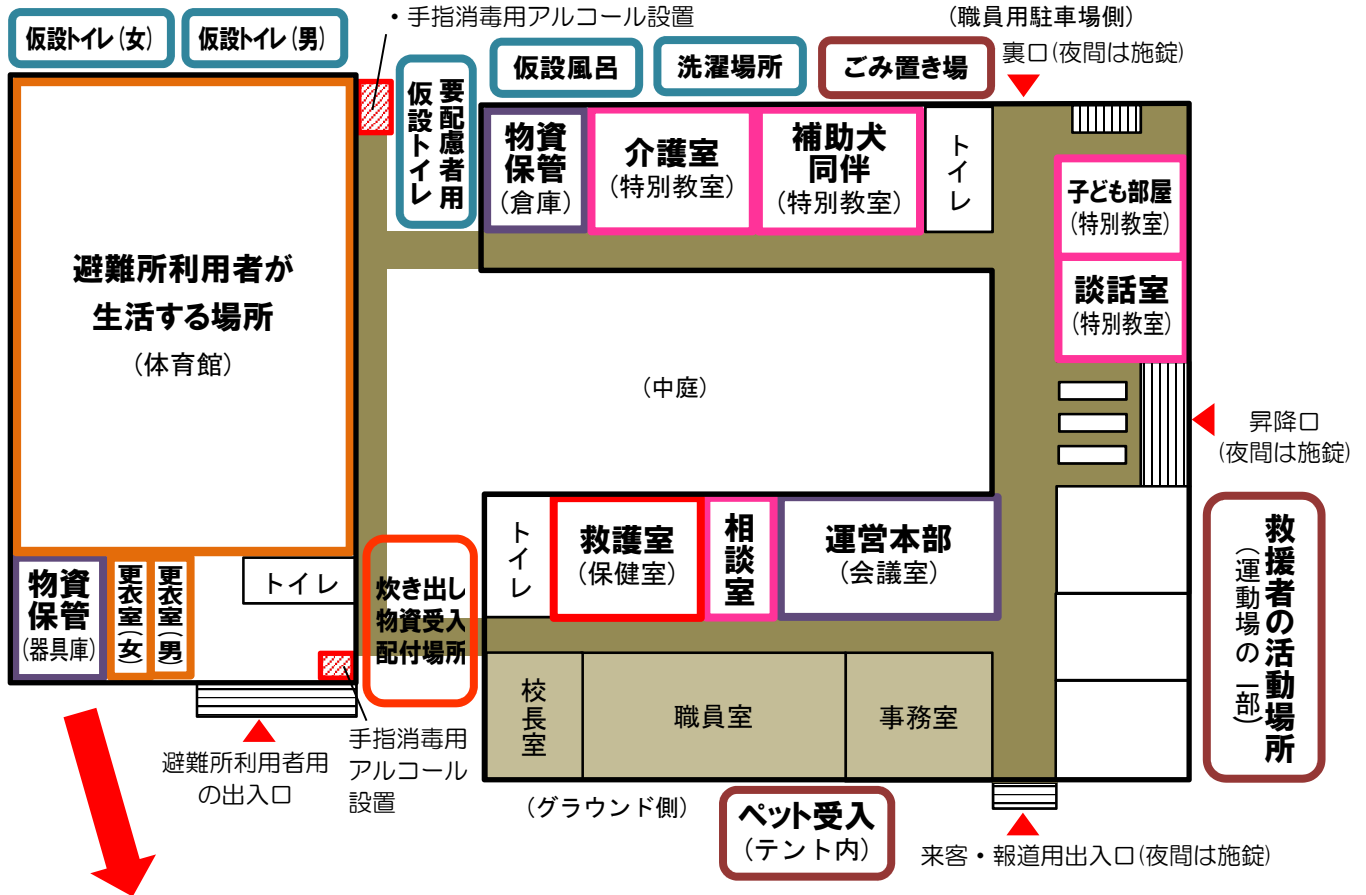 仮設トイレ(女)
仮設トイレ(男)
・手指消毒用アルコール設置
要配慮者用
仮設トイレ
仮設風呂
洗濯場所
ごみ置き場
(職員用駐車場側)
裏口(夜間は施錠)
物資
保管
(倉庫)
介護室
(特別教室)
補助犬
同伴
(特別教室)
トイレ
子ども部屋
(特別教室)
談話室
(特別教室)
避難所利用者が
生活する場所
(体育館)
(中庭)
昇降口
(夜間は施錠)
トイレ
救護室
(保健室)
相談室
運営本部
(会議室)
救援者の活動場所
(運動場の一部)
物資
保管
(器具庫)
更衣室(女)
更衣室(男)
トイレ
炊き出し
物資受入
配付場所
校長室
職員室
事務室
避難所利用者用
の出入口
手指消毒用
アルコール
設置
(グラウンド側)
ペット受入
(テント内)
来客・報道用出入口(夜間は施錠)